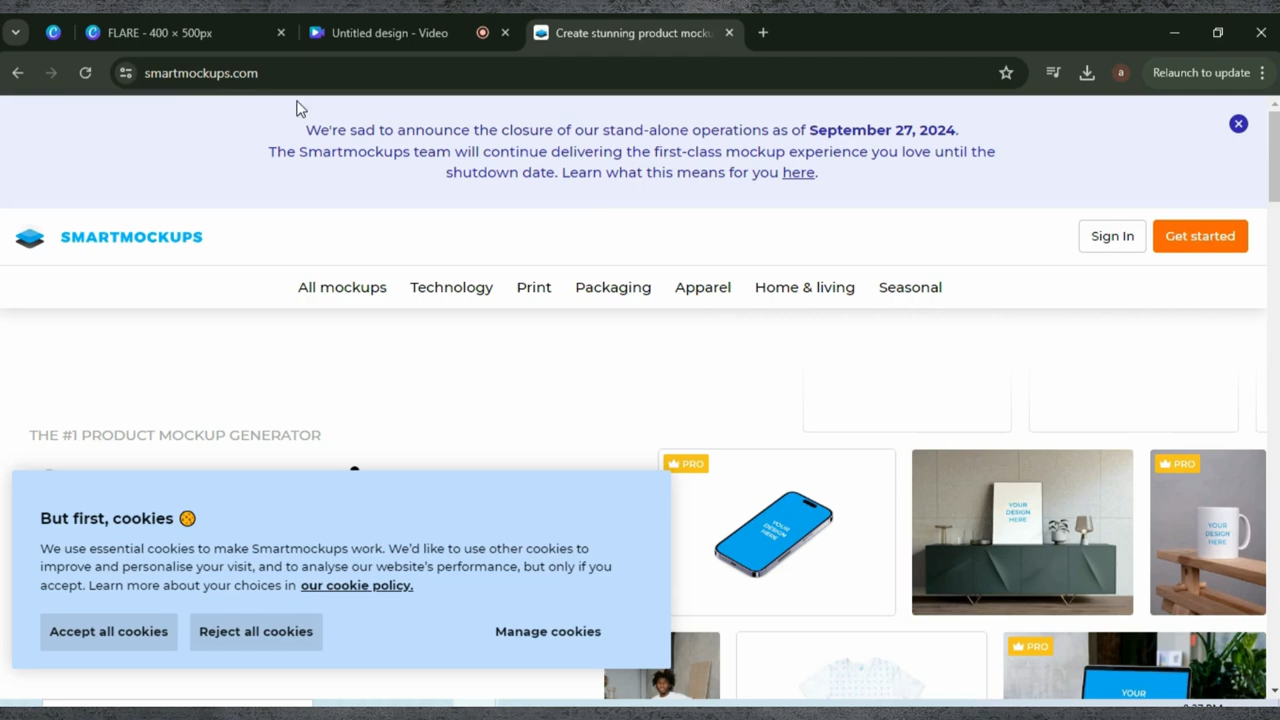 FLARE - 400 × 500px
Untitled design - Video
Create stunning product mocku
smartmockups.com
a
Relaunch to update
We're sad to announce the closure of our stand-alone operations as of September 27, 2024.
The Smartmockups team will continue delivering the first-class mockup experience you love until the
shutdown date. Learn what this means for you here.
SMARTMOCKUPS
Sign In
Get started
All mockups
Technology
Print
Packaging
Apparel
Home & living
Seasonal
THE #1 PRODUCT MOCKUP GENERATOR
PRO
YOUR
DESIGN
HERE
YOUR
DESIGN
HERE
PRO
YOUR
DESIGN
HERE
But first, cookies
We use essential cookies to make Smartmockups work. We'd like to use other cookies to
improve and personalise your visit, and to analyse our website's performance, but only if you
accept. Learn more about your choices in our cookie policy.
Accept all cookies
Reject all cookies
Manage cookies
PRO
YOUR